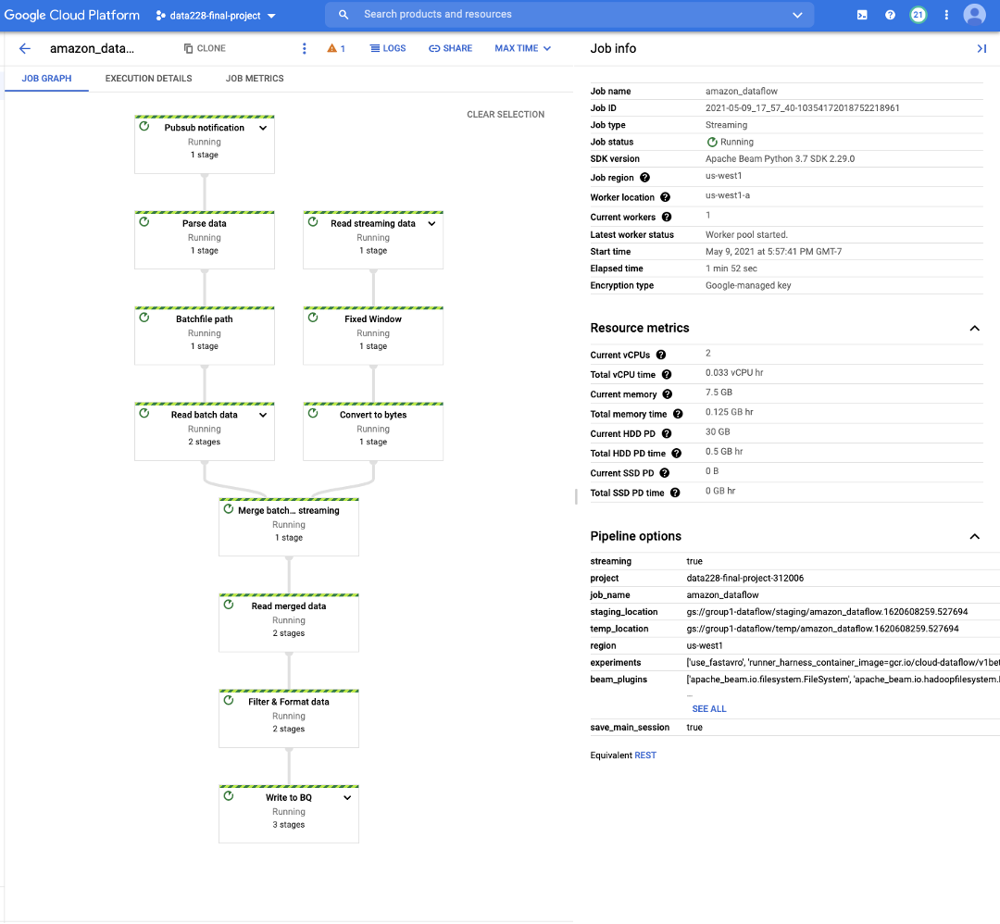 Google Cloud Platform
data228-final-project
Search products and resources
21
amazon_data...
CLONE
1
LOGS
SHARE
MAX TIME
JOB GRAPH
EXECUTION DETAILS
JOB METRICS
CLEAR SELECTION
Pubsub notification
Running
1 stage
Parse data
Running
1 stage
Read streaming data
Running
1 stage
Batchfile path
Running
1 stage
Fixed Window
Running
1 stage
Read batch data
Running
2 stages
Convert to bytes
Running
1 stage
Merge batch... streaming
Running
1 stage
Read merged data
Running
2 stages
Filter & Format data
Running
2 stages
Write to BQ
Running
3 stages
Job info
Job name amazon_dataflow
Job ID 2021-05-09_17_57_40-10354172018752218961
Job type Streaming
Job status Running
SDK version Apache Beam Python 3.7 SDK 2.29.0
Job region ? us-west1
Worker location ? us-west1-a
Current workers ? 1
Latest worker status Worker pool started.
Start time May 9, 2021 at 5:57:41 PM GMT-7
Elapsed time 1 min 52 sec
Encryption type Google-managed key
Resource metrics
Current vCPUs ? 2
Total vCPU time ? 0.033 vCPU hr
Current memory ? 7.5 GB
Total memory time ? 0.125 GB hr
Current HDD PD ? 30 GB
Total HDD PD time ? 0.5 GB hr
Current SSD PD ? 0 B
Total SSD PD time ? 0 GB hr
Pipeline options
streaming true
project data228-final-project-312006
job_name amazon_dataflow
staging_location gs://group1-dataflow/staging/amazon_dataflow.1620608259.527694
temp_location gs://group1-dataflow/temp/amazon_dataflow.1620608259.527694
region us-west1
experiments ['use_fastavro', 'runner_harness_container_image=gcr.io/cloud-dataflow/v1bet
beam_plugins ['apache_beam.io.filesystem.FileSystem', 'apache_beam.io.hadoopfilesystem.
...
SEE ALL
save_main_session true
Equivalent REST